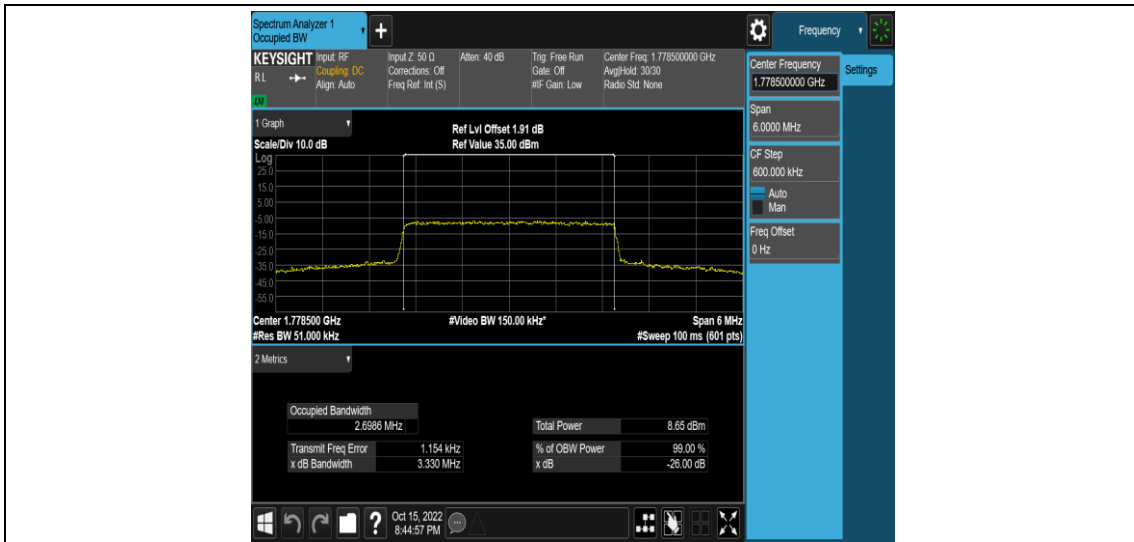 Spectrum Analyzer 1
Occupied BW
+
Frequency
KEYSIGHT
RL
LXI
Input: RF
Coupling: DC
Align: Auto
Input Z: 50 Ω
Corrections: Off
Freq Ref: Int (S)
Atten: 40 dB
Trig: Free Run
Gate: Off
#IF Gain: Low
Center Freq: 1.778500000 GHz
Avg|Hold: 30/30
Radio Std: None
Center Frequency
1.778500000 GHz
Settings
Span
6.0000 MHz
CF Step
600.000 kHz
Auto
Man
Freq Offset
0 Hz
1 Graph
Scale/Div 10.0 dB
Ref Lvl Offset 1.91 dB
Ref Value 35.00 dBm
Log
25.0
15.0
5.00
-5.00
-15.0
-25.0
-35.0
-45.0
-55.0
Center 1.778500 GHz
#Video BW 150.00 kHz*
Span 6 MHz
#Res BW 51.000 kHz
#Sweep 100 ms (601 pts)
2 Metrics
Occupied Bandwidth
2.6986 MHz
Total Power 8.65 dBm
Transmit Freq Error 1.154 kHz
% of OBW Power 99.00 %
x dB Bandwidth 3.330 MHz
x dB -26.00 dB
?
Oct 15, 2022
8:44:57 PM